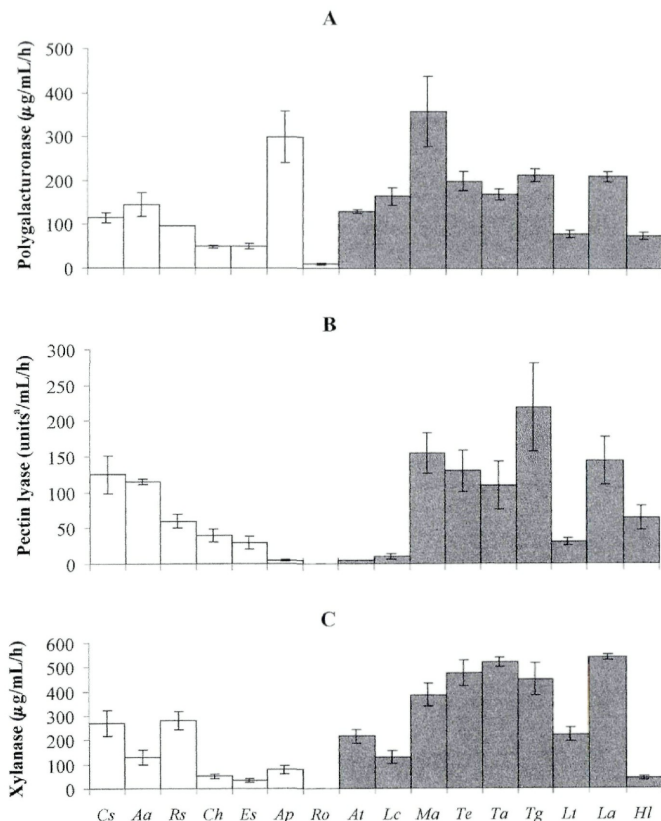 A
Polygalacturonase (µg/mL/h)
500
400
300
200
100
0
B
Pectin lyase (unitsᵃ/mL/h)
300
250
200
150
100
50
0
C
Xylanase (µg/mL/h)
600
500
400
300
200
100
0
Cs Aa Rs Ch Es Ap Ro At Lc Ma Te Ta Tg Lt La Hl